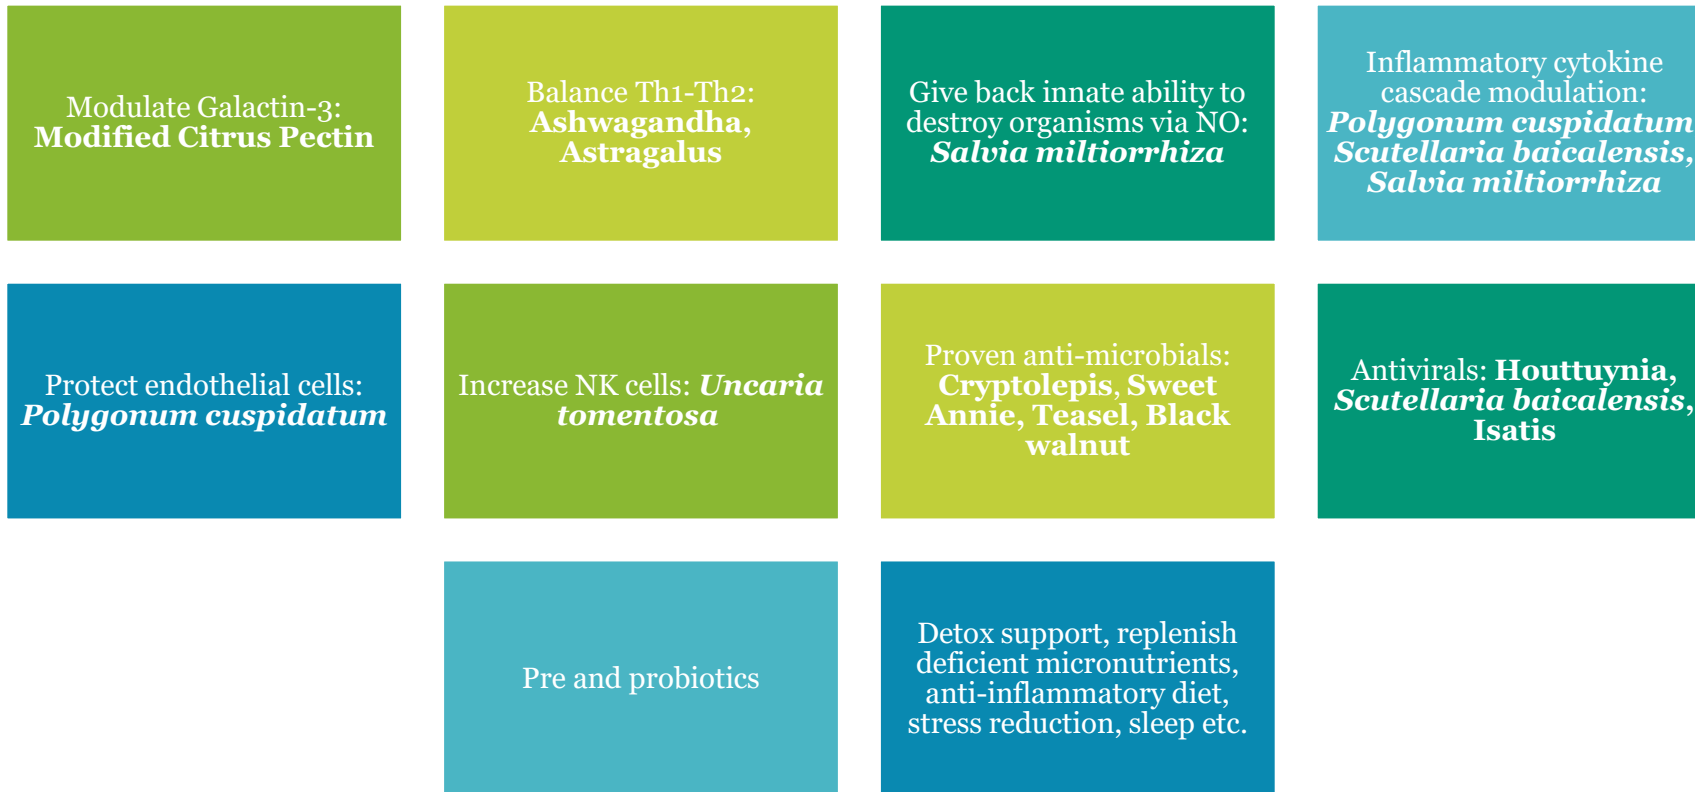 Modulate Galactin-3:
Modified Citrus Pectin
Balance Th1-Th2:
Ashwagandha,
Astragalus
Give back innate ability to
destroy organisms via NO:
Salvia miltiorrhiza
Inflammatory cytokine
cascade modulation:
Polygonum cuspidatum
Scutellaria baicalensis,
Salvia miltiorrhiza
Protect endothelial cells:
Polygonum cuspidatum
Increase NK cells: Uncaria
tomentosa
Proven anti-microbials:
Cryptolepis, Sweet
Annie, Teasel, Black
walnut
Antivirals: Houttuynia,
Scutellaria baicalensis,
Isatis
Pre and probiotics
Detox support, replenish
deficient micronutrients,
anti-inflammatory diet,
stress reduction, sleep etc.